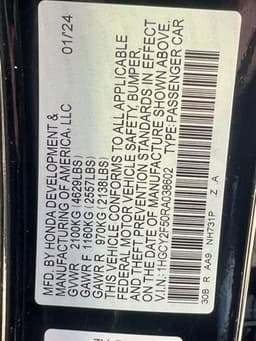 MFD. BY HONDA DEVELOPMENT &
MANUFACTURING OF AMERICA, LLC 01/24
GVWR 2100KG (4629LBS)
GAWR F 1160KG (2557LBS)
GAWR R 970KG (2138LBS)
THIS VEHICLE CONFORMS TO ALL APPLICABLE
FEDERAL MOTOR VEHICLE SAFETY, BUMPER,
AND THEFT PREVENTION STANDARDS IN EFFECT
ON THE DATE OF MANUFACTURE SHOWN ABOVE.
V.I.N.: 1HGCY2F50RA038602 TYPE:PASSENGER CAR
30B R AA9 NH731P Z A